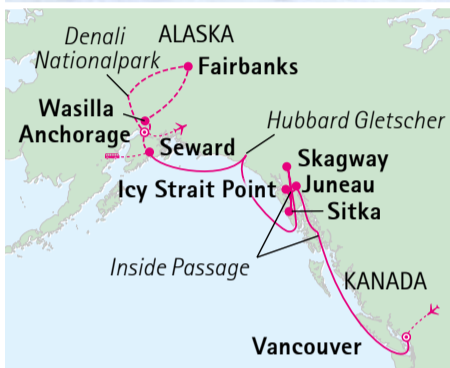 Denali
Nationalpark
ALASKA
Fairbanks
Wasilla
Anchorage
Hubbard Gletscher
Seward
Skagway
Icy Strait Point
Juneau
Sitka
Inside Passage
KANADA
Vancouver